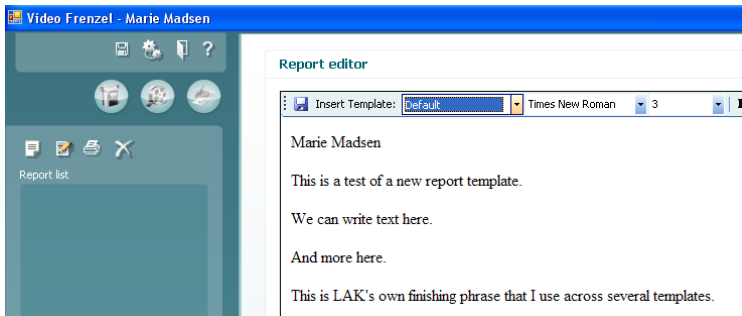 Video Frenzel - Marie Madsen
?
Report editor
Insert Template: Default Times New Roman 3
Marie Madsen
This is a test of a new report template.
Report list
We can write text here.
And more here.
This is LAK's own finishing phrase that I use across several templates.